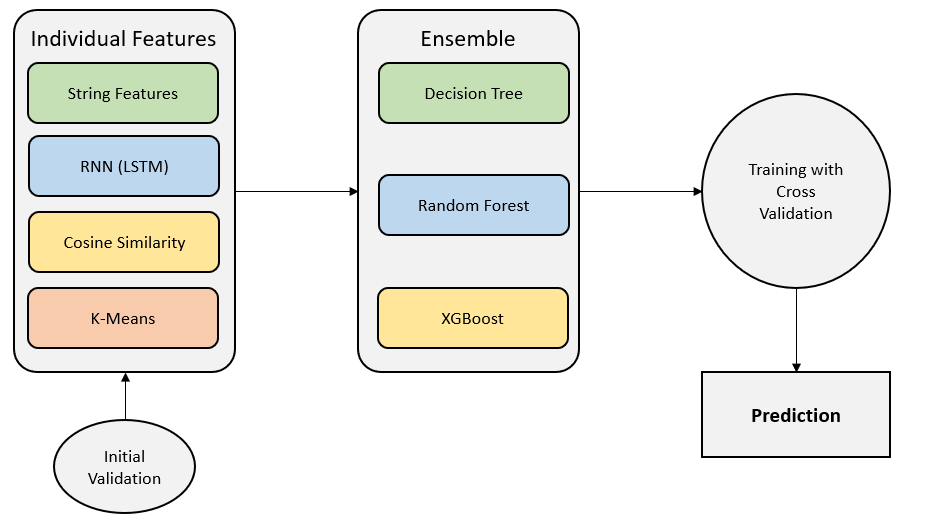 Individual Features
String Features
RNN (LSTM)
Cosine Similarity
K-Means
Initial
Validation
Ensemble
Decision Tree
Random Forest
XGBoost
Training with
Cross
Validation
Prediction